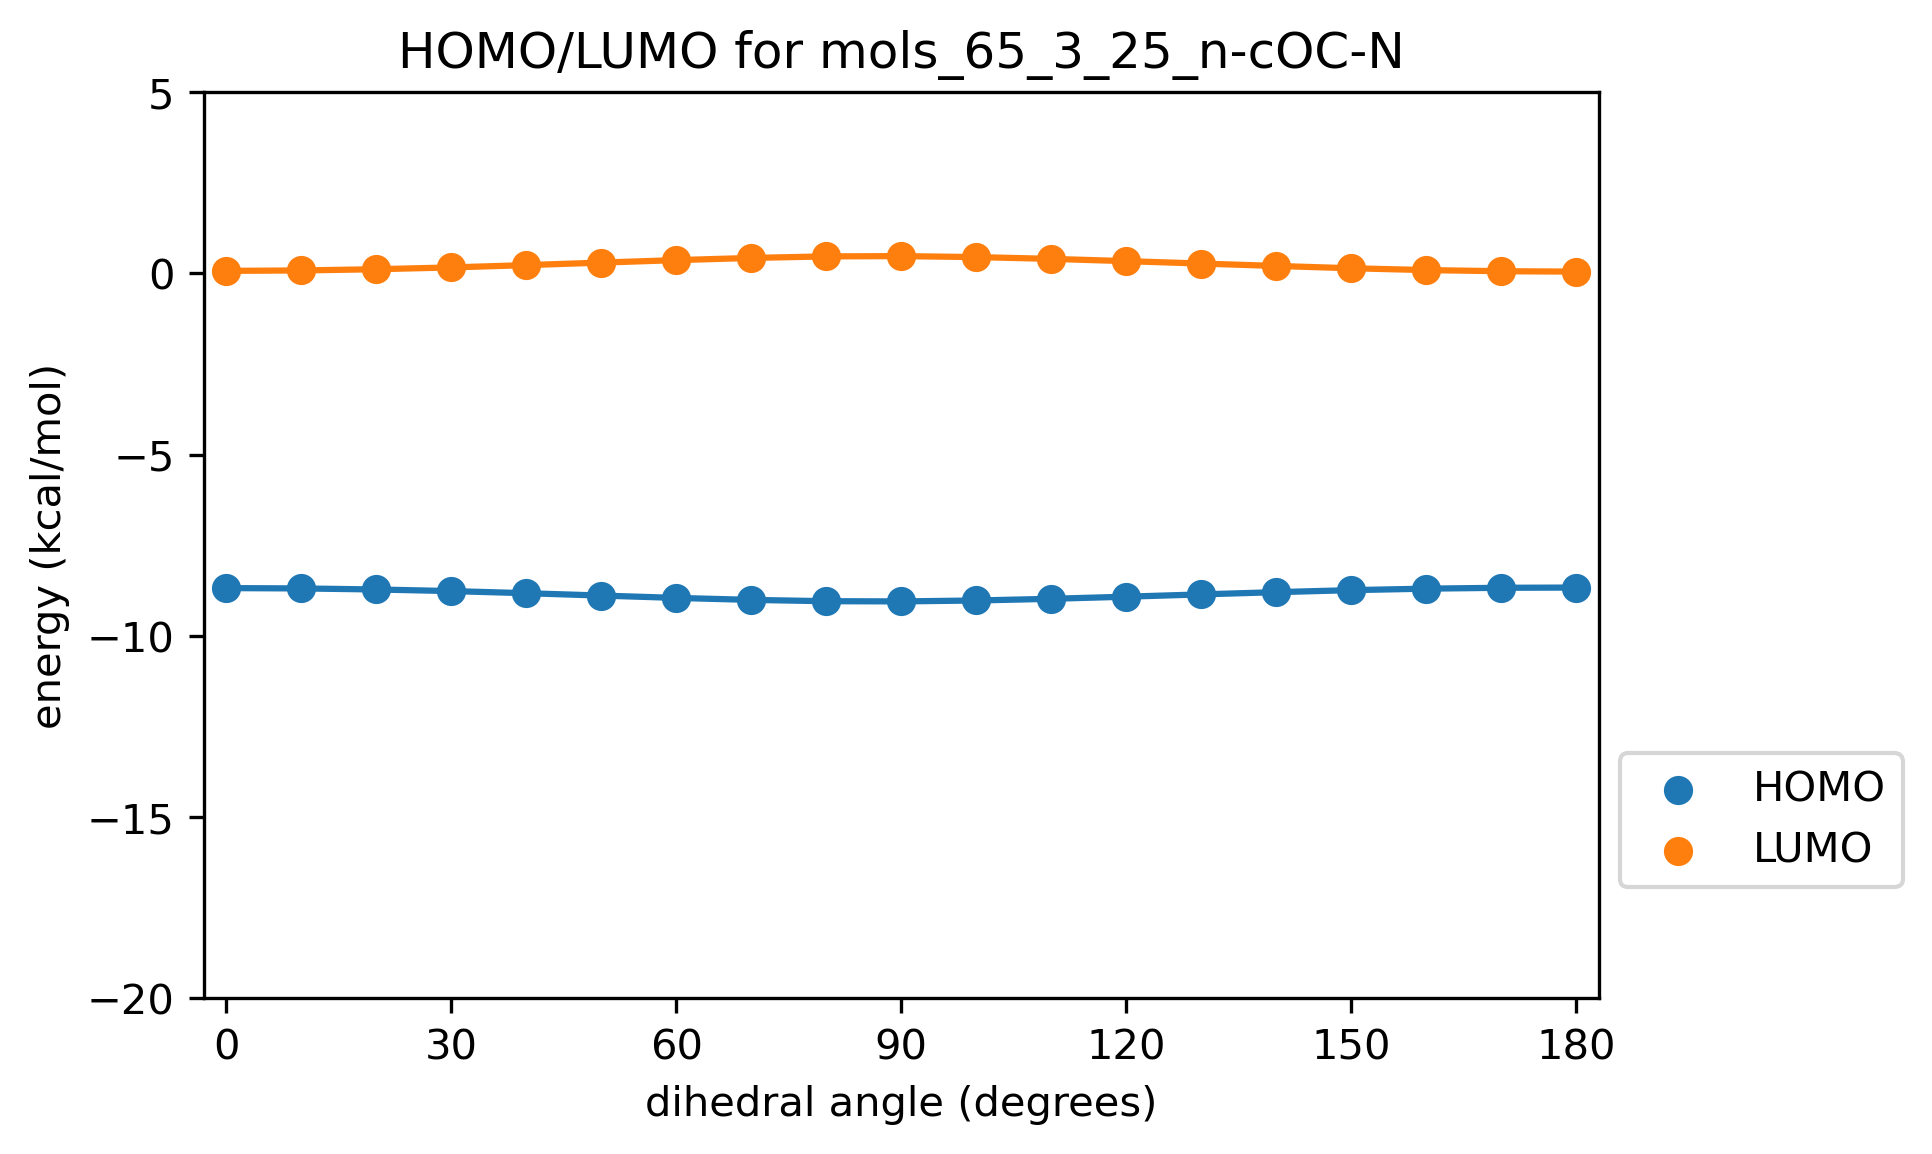 HOMO/LUMO for mols_65_3_25_n-cOC-N
5
0
−5
−10
−15
−20
energy (kcal/mol)
0 30 60 90 120 150 180
dihedral angle (degrees)
HOMO
LUMO